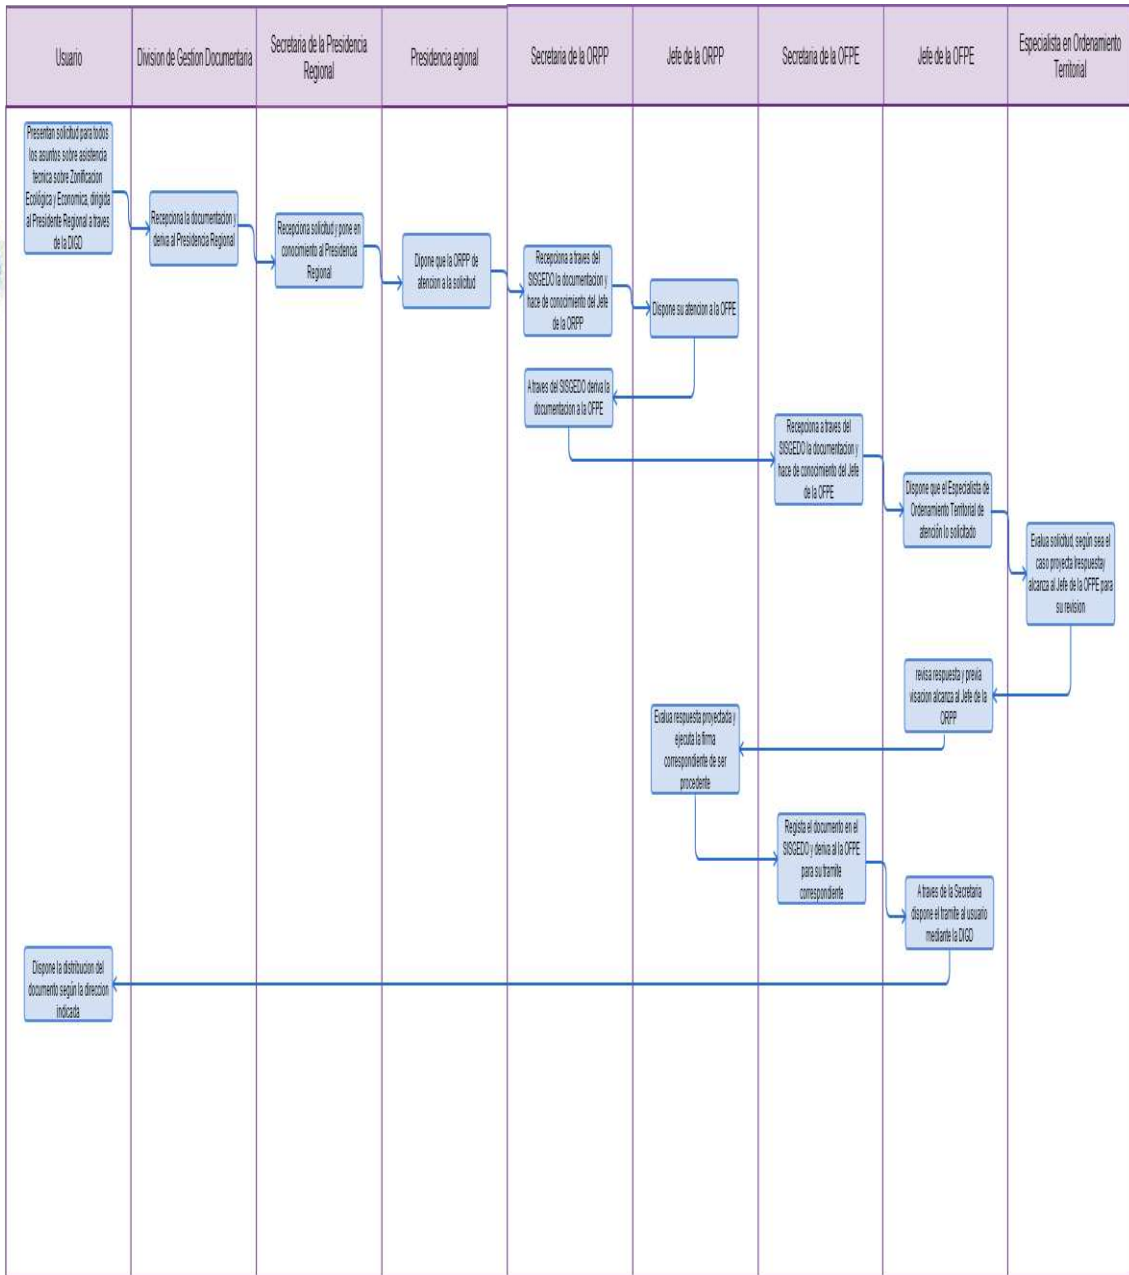 Usuario
Division de Gestion Documentaria
Secretaria de la Presidencia
Regional
Presidencia egional
Secretaria de la ORPP
Jefe de la ORPP
Secretaria de la OFPE
Jefe de la OFPE
Especialista en Ordenamiento
Territorial
Presentan solicitud para todos
los asuntos sobre asistencia
tecnica sobre Zonificacion
Ecológica y Economica, dirigida
al Presidente Regional a traves
de la DIGD
Recepciona la documentacion y
deriva al Presidencia Regional
Recepciona solicitud y pone en
conocimiento al Presidencia
Regional
Dipone que la ORPP de
atencion a la solicitud
Recepciona a traves del
SISGEDO la documentacion y
hace de conocimiento del Jefe
de la ORPP
Dispone su atencion a la OFPE
A traves del SISGEDO deriva la
documentacion a la OFPE
Recepciona a traves del
SISGEDO la documentacion y
hace de conocimiento del Jefe
de la OFPE
Dispone que el Especialista de
Ordenamiento Territorial de
atención lo solicitado
Evalua solicitud, según sea el
caso proyecta lrespuestay
alcanza al Jefe de la OFPE para
su revision
revisa respuesta y previa
visacion alcanza al Jefe de la
ORPP
Evalua respuesta proyectada y
ejecuta la firma
correspondiente de ser
procedente
Regista el documento en el
SISGEDO y deriva al la OFPE
para su tramite
correspondiente
A traves de la Secretaria
dispone el tramite al usuario
mediante la DIGD
Dispone la distribucion del
documento según la direccion
indicada